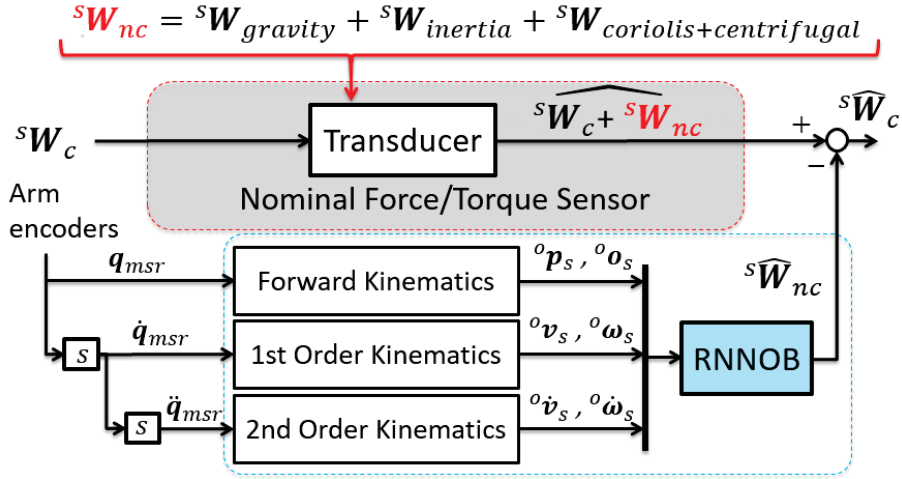 ˢW_nc = ˢW_gravity + ˢW_inertia + ˢW_coriolis+centrifugal
ˢW_c
Transducer
ˢŴ_c + ˢW_nc
+
−
ˢŴ_c
Nominal Force/Torque Sensor
Arm
encoders
q_msr
Forward Kinematics
ᴼp_s , ᴼo_s
ˢŴ_nc
s
q̇_msr
1st Order Kinematics
ᴼv_s , ᴼω_s
RNNOB
s
q̈_msr
2nd Order Kinematics
ᴼv̇_s , ᴼω̇_s